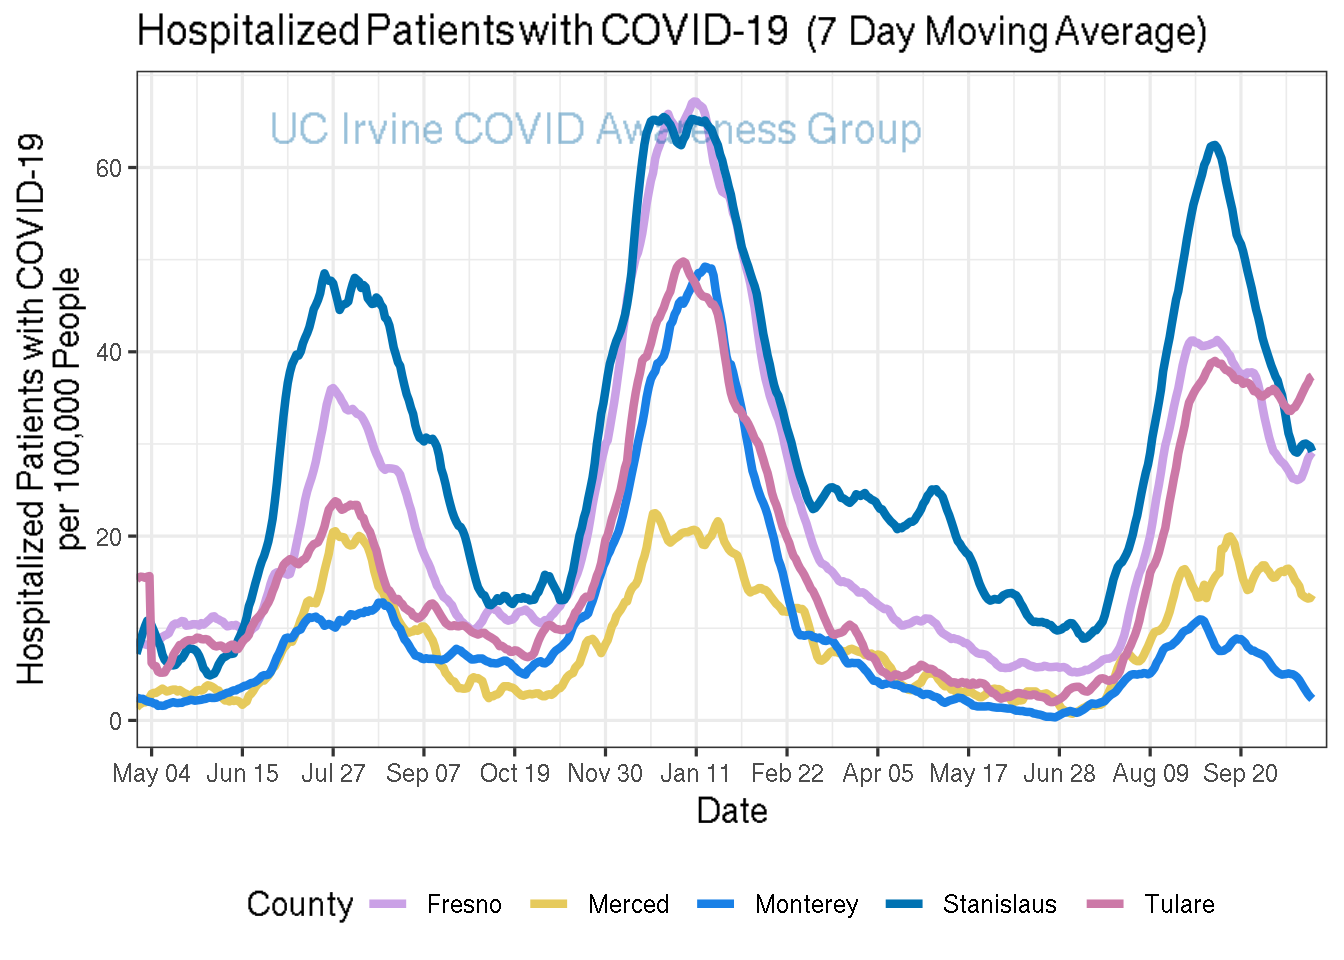 Hospitalized Patients with COVID-19 (7 Day Moving Average)
UC Irvine COVID Awareness Group
Hospitalized Patients with COVID-19
per 100,000 People
60
40
20
0
May 04 Jun 15 Jul 27 Sep 07 Oct 19 Nov 30 Jan 11 Feb 22 Apr 05 May 17 Jun 28 Aug 09 Sep 20
Date
County Fresno Merced Monterey Stanislaus Tulare